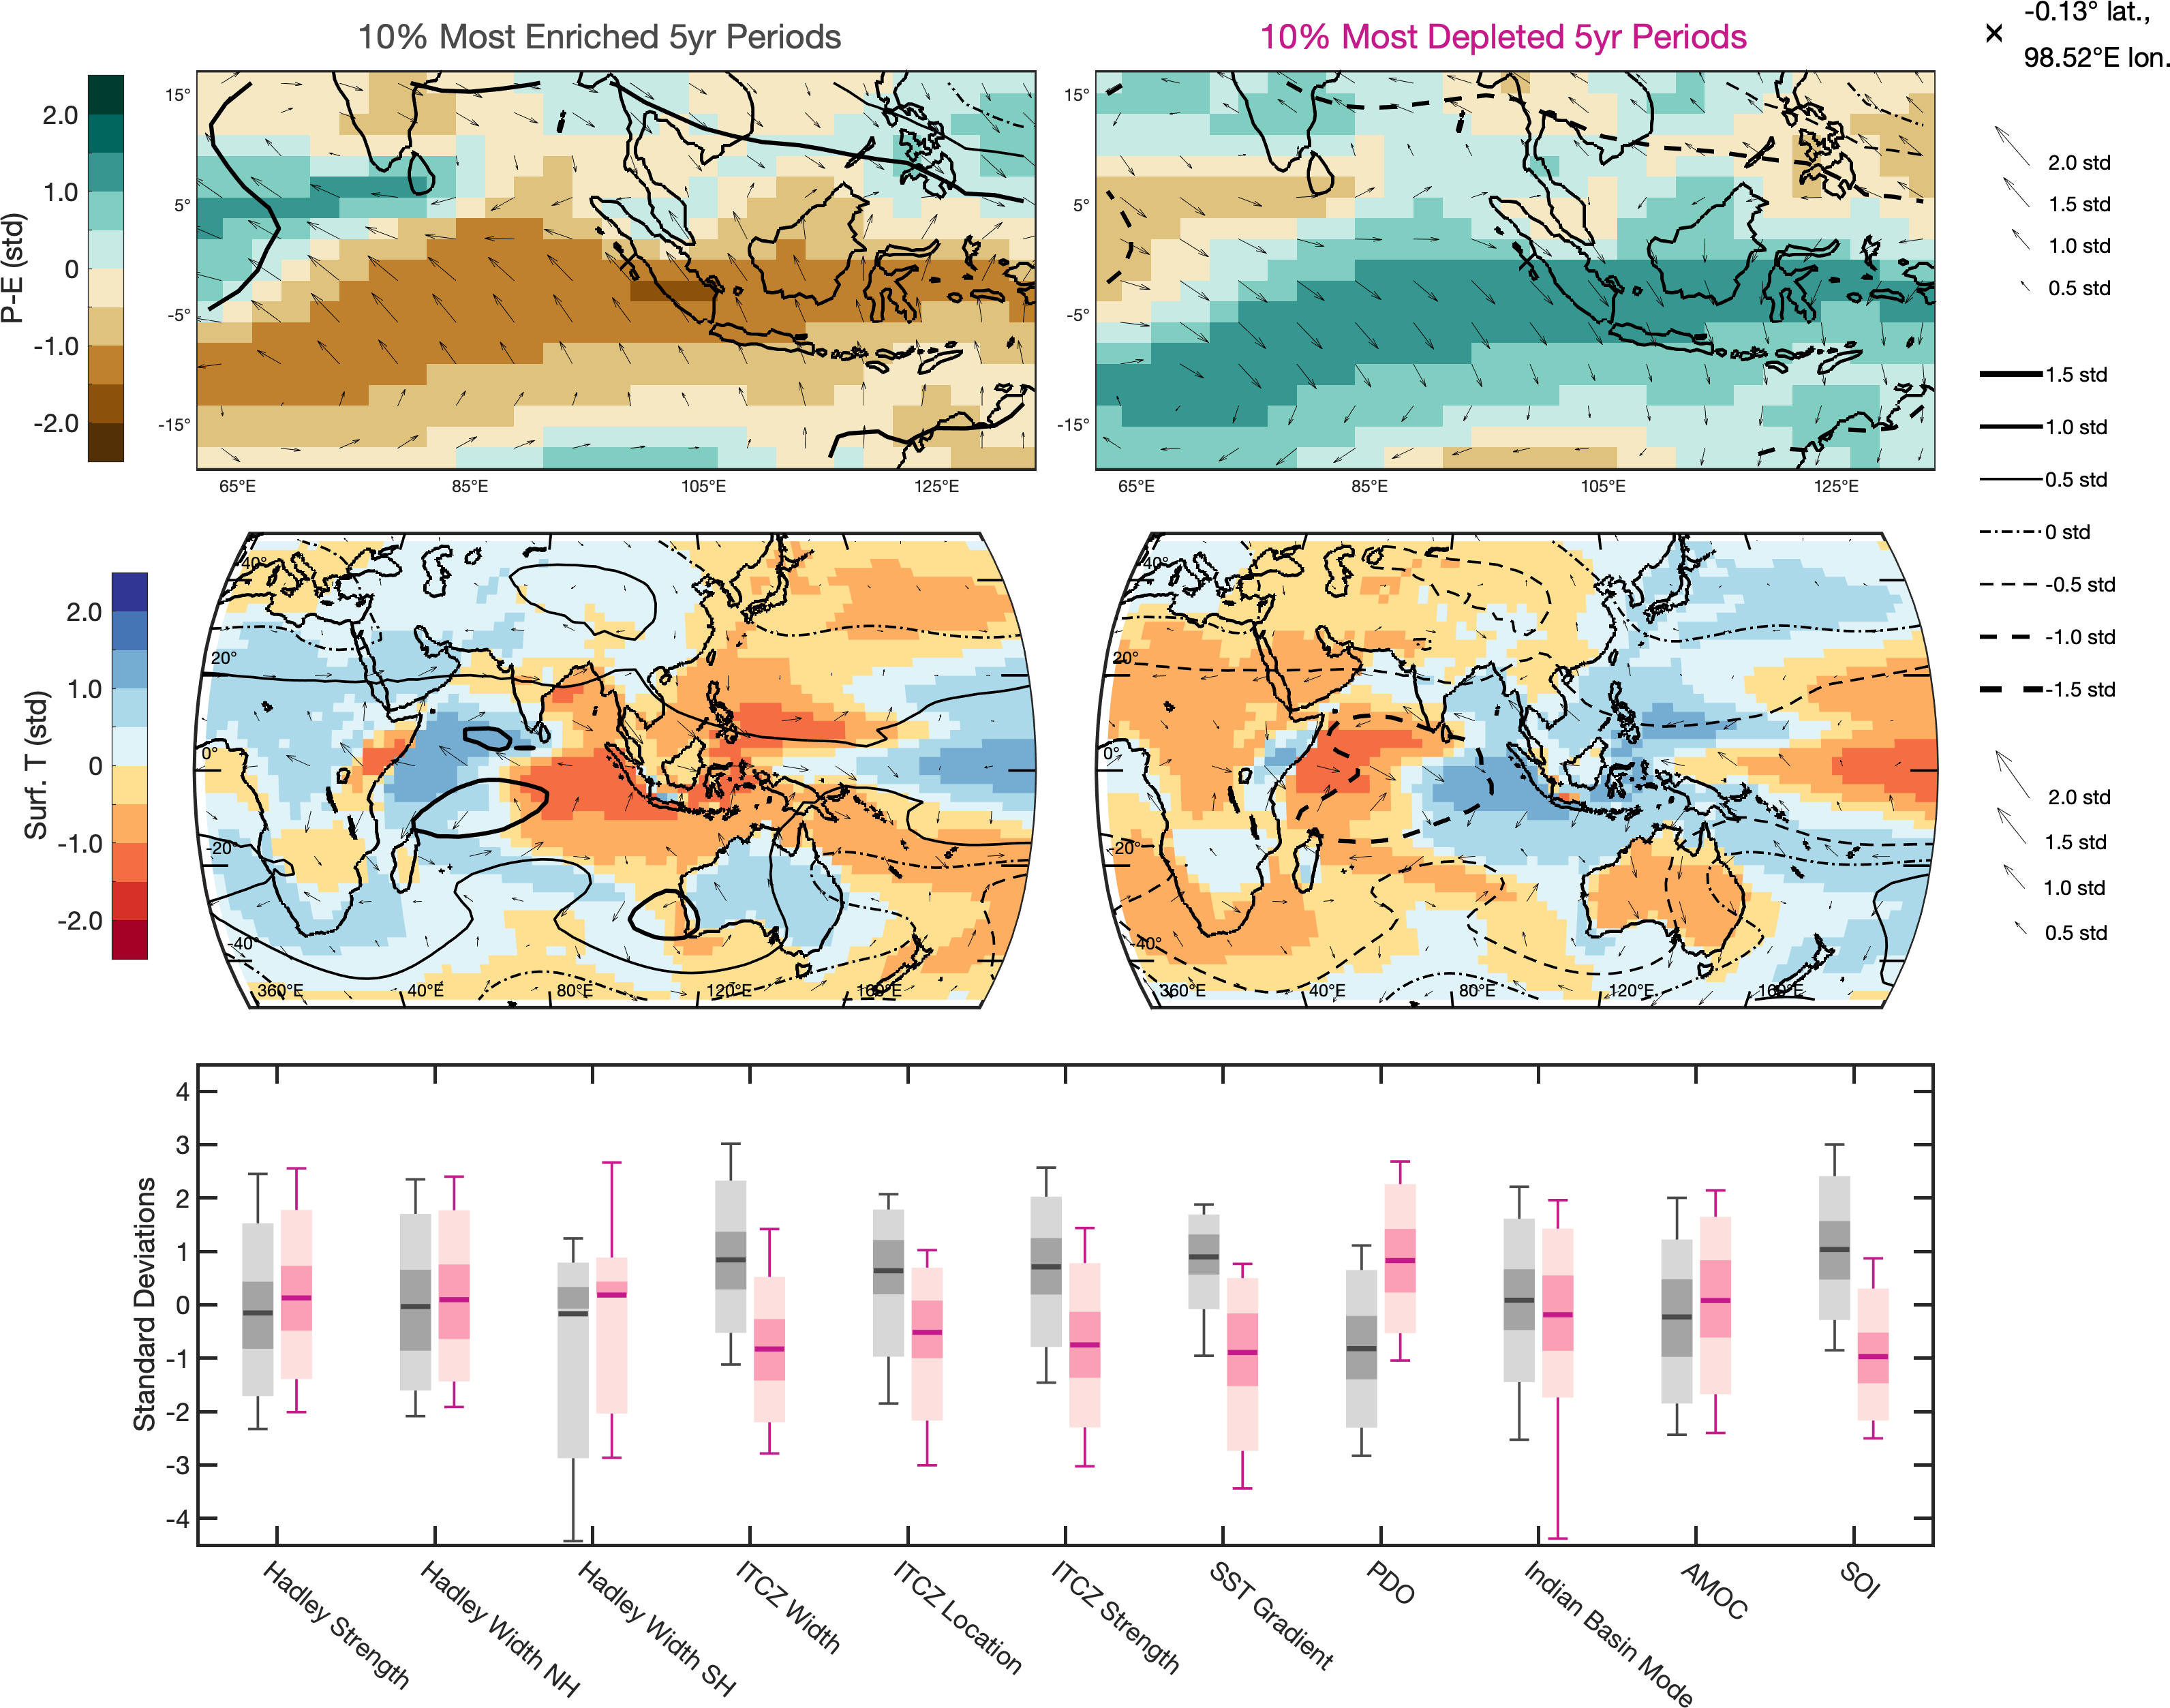 10% Most Enriched 5yr Periods
10% Most Depleted 5yr Periods
-0.13° lat.,
98.52°E lon.
P-E (std)
2.0
1.0
0
-1.0
-2.0
15°
5°
-5°
-15°
65°E
85°E
105°E
125°E
15°
5°
-5°
-15°
65°E
85°E
105°E
125°E
2.0 std
1.5 std
1.0 std
0.5 std
1.5 std
1.0 std
0.5 std
0 std
-0.5 std
-1.0 std
-1.5 std
Surf. T (std)
2.0
1.0
0
-1.0
-2.0
40°
20°
0°
-20°
-40°
360°E
40°E
80°E
120°E
160°E
40°
20°
0°
-20°
-40°
360°E
40°E
80°E
120°E
160°E
2.0 std
1.5 std
1.0 std
0.5 std
Standard Deviations
4
3
2
1
0
-1
-2
-3
-4
Hadley Strength
Hadley Width NH
Hadley Width SH
ITCZ Width
ITCZ Location
ITCZ Strength
SST Gradient
PDO
Indian Basin Mode
AMOC
SOI